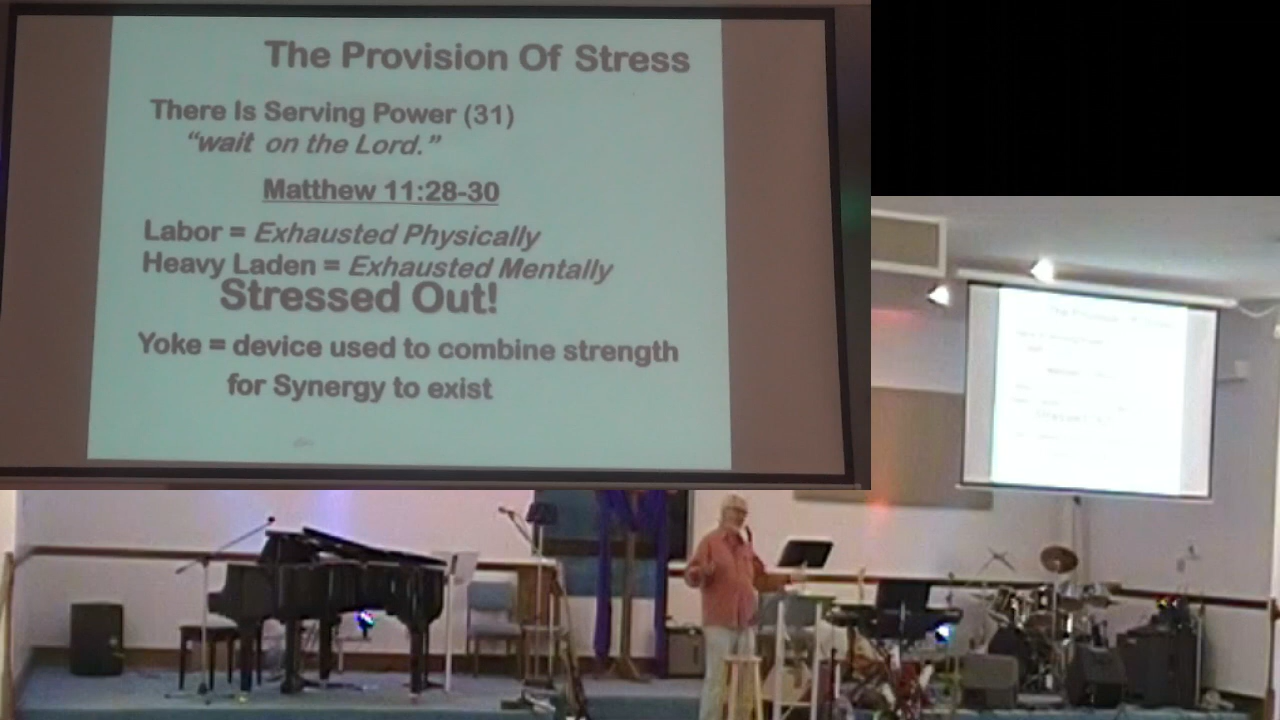 The Provision Of Stress
There Is Serving Power (31)
“wait on the Lord.”
Matthew 11:28-30
Labor = Exhausted Physically
Heavy Laden = Exhausted Mentally
Stressed Out!
Yoke = device used to combine strength
for Synergy to exist